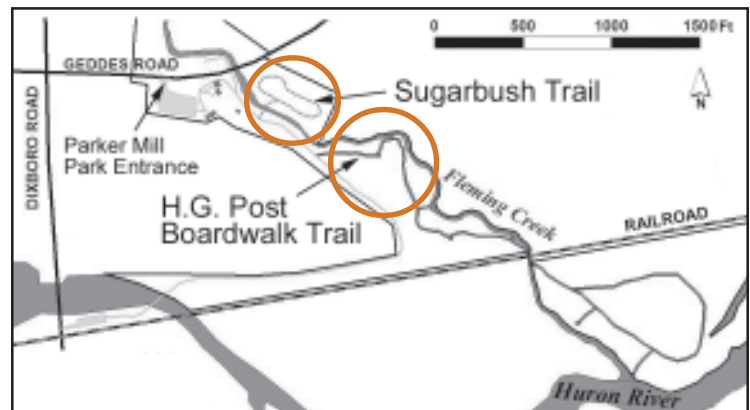 0 500 1000 1500 Ft
GEDDES ROAD
Sugarbush Trail
N
DIXBORO ROAD
Parker Mill
Park Entrance
H.G. Post
Boardwalk Trail
Fleming Creek
RAILROAD
Huron River